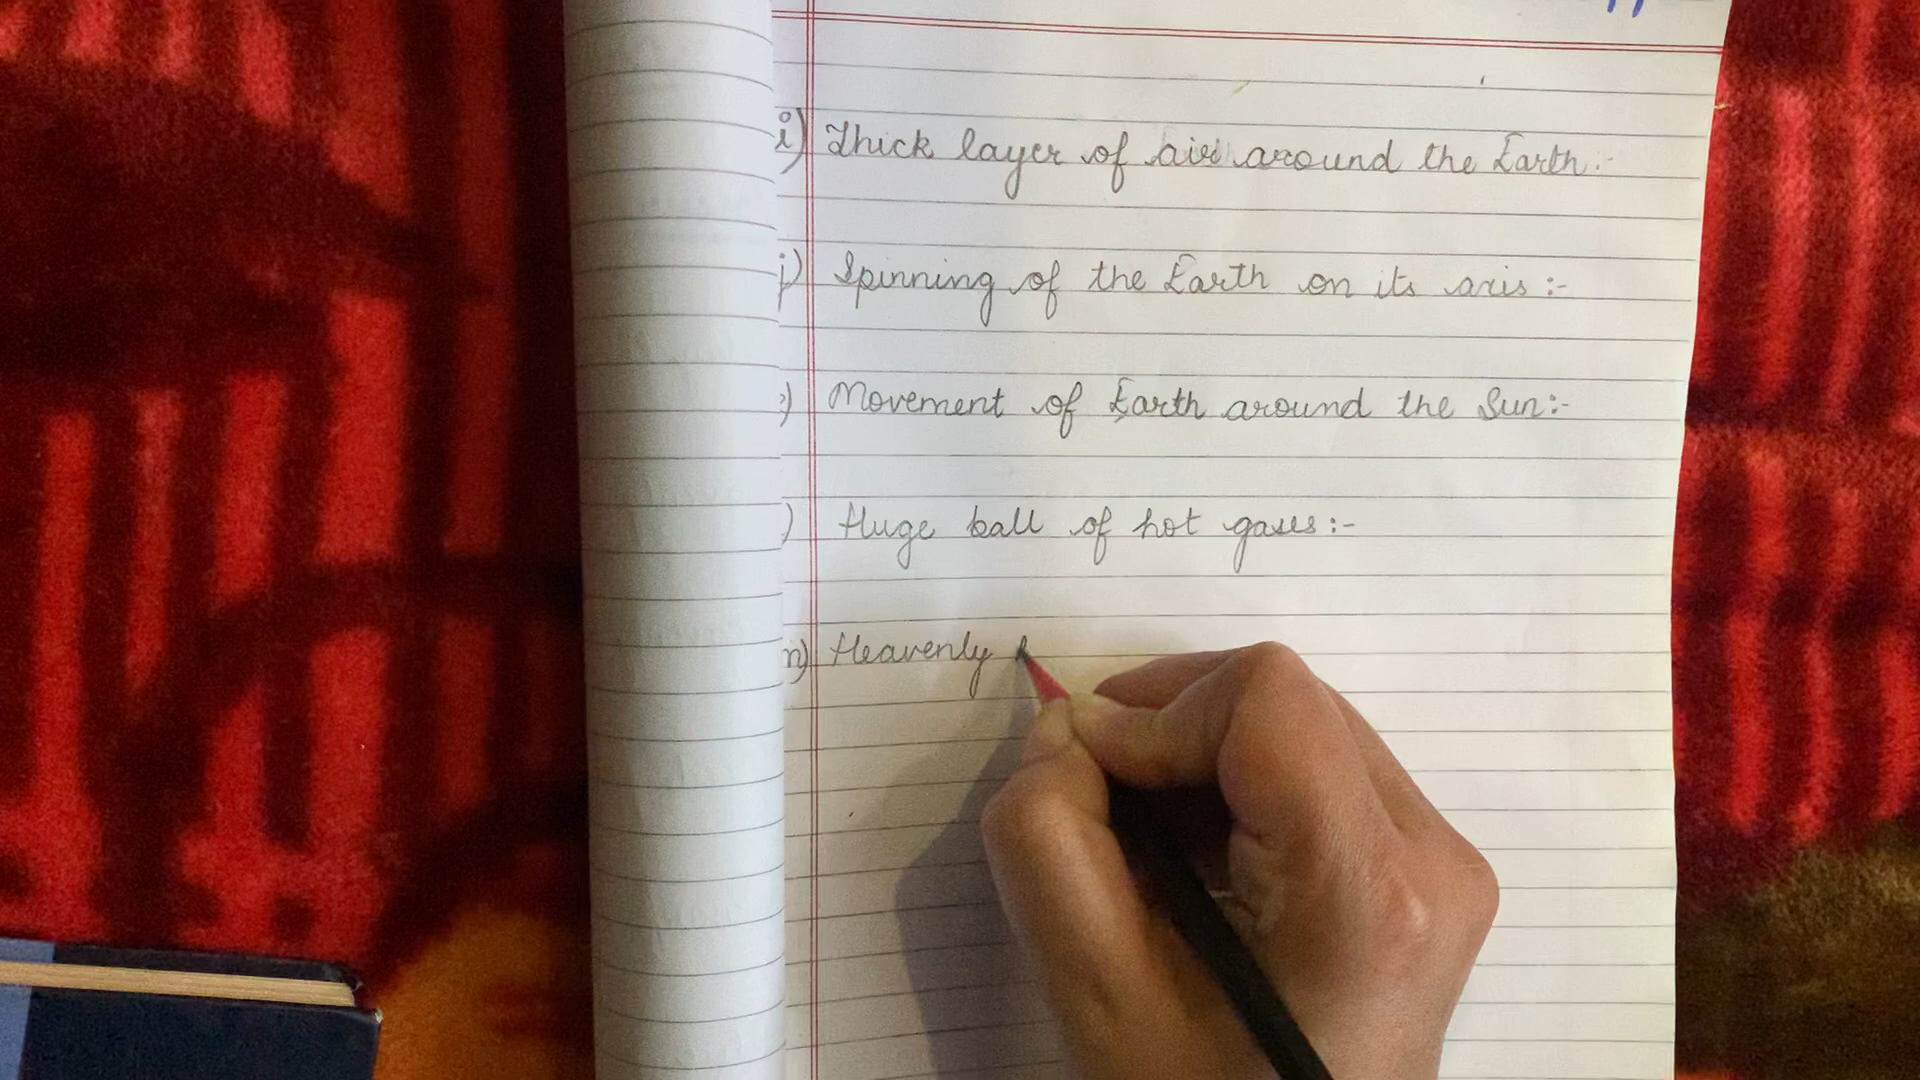 i) Thick layer of air around the Earth:-
j) Spinning of the Earth on its axis :-
) Movement of Earth around the Sun:-
) Huge ball of hot gases :-
n) Heavenly